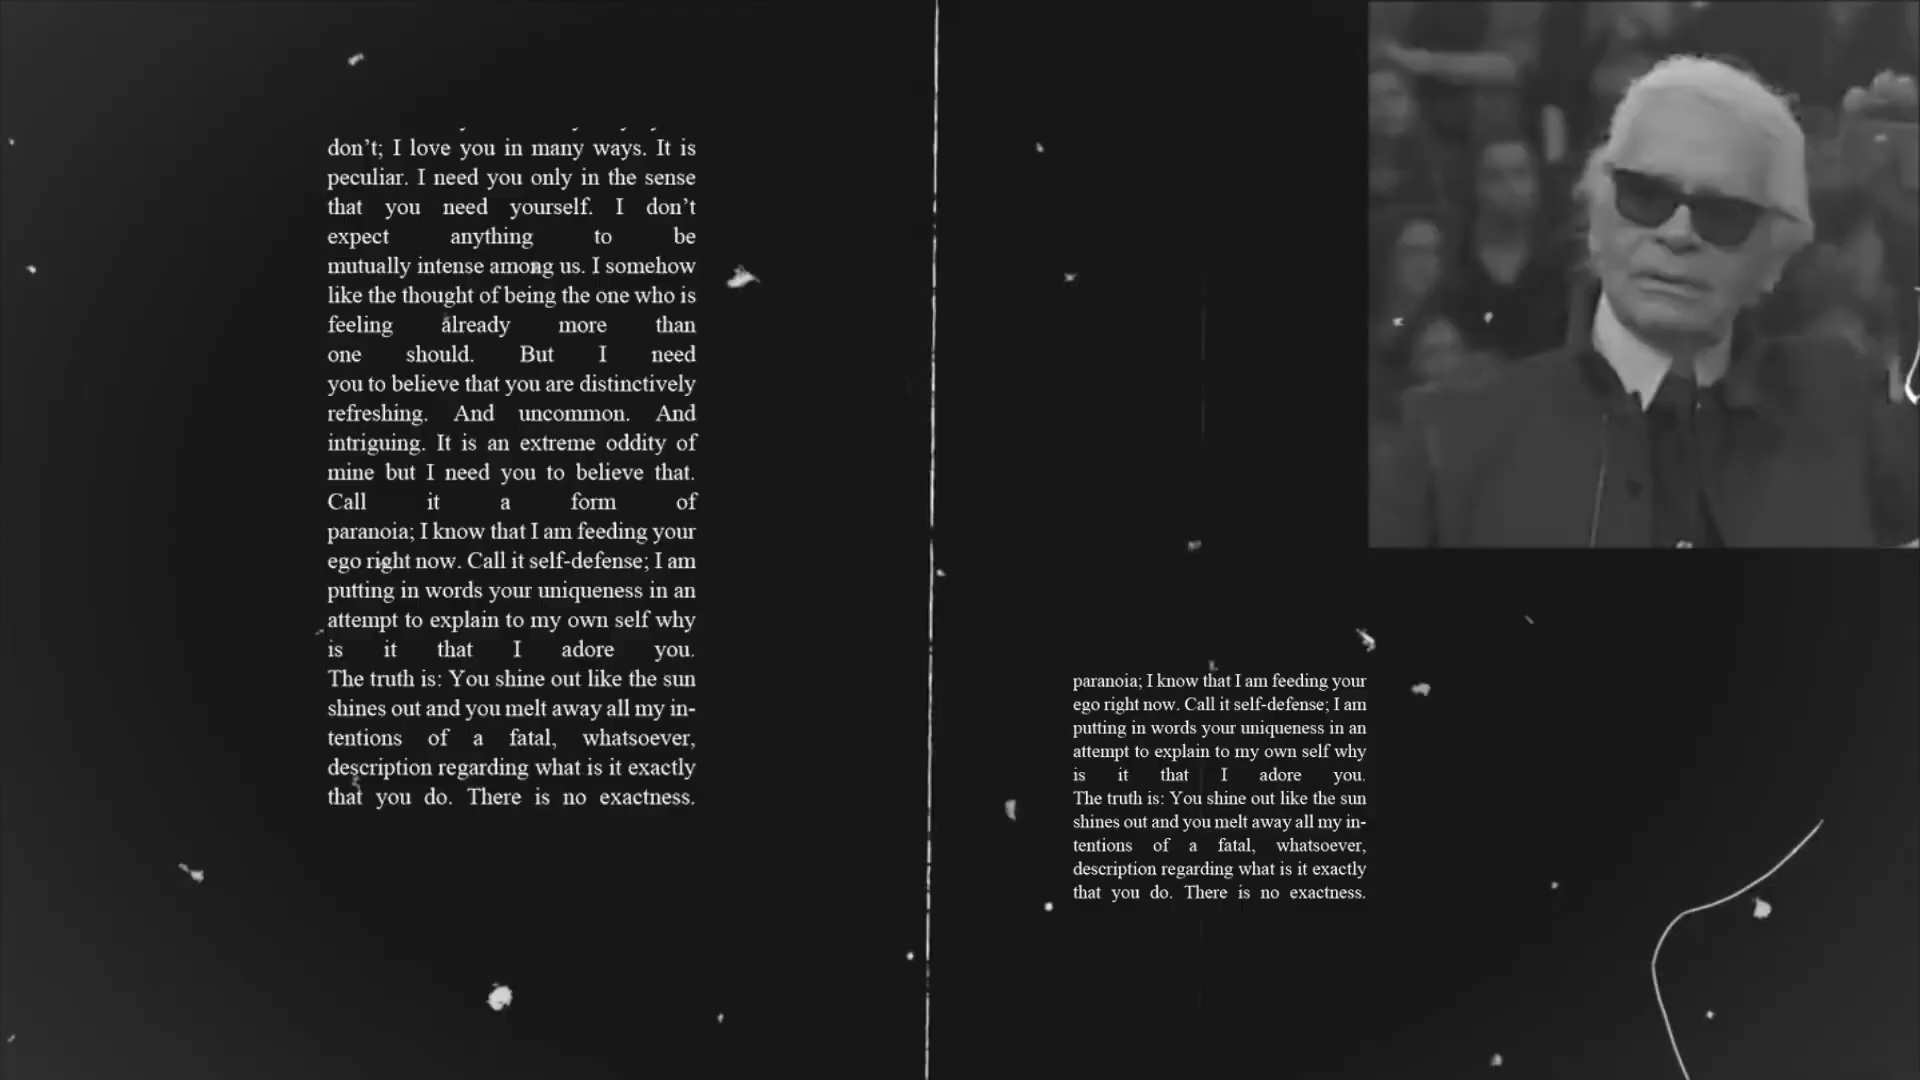 don't; I love you in many ways. It is
peculiar. I need you only in the sense
that you need yourself. I don't
expect anything to be
mutually intense among us. I somehow
like the thought of being the one who is
feeling already more than
one should. But I need
you to believe that you are distinctively
refreshing. And uncommon. And
intriguing. It is an extreme oddity of
mine but I need you to believe that.
Call it a form of
paranoia; I know that I am feeding your
ego right now. Call it self-defense; I am
putting in words your uniqueness in an
attempt to explain to my own self why
is it that I adore you.
The truth is: You shine out like the sun
shines out and you melt away all my in-
tentions of a fatal, whatsoever,
description regarding what is it exactly
that you do. There is no exactness.
paranoia; I know that I am feeding your
ego right now. Call it self-defense; I am
putting in words your uniqueness in an
attempt to explain to my own self why
is it that I adore you.
The truth is: You shine out like the sun
shines out and you melt away all my in-
tentions of a fatal, whatsoever,
description regarding what is it exactly
that you do. There is no exactness.